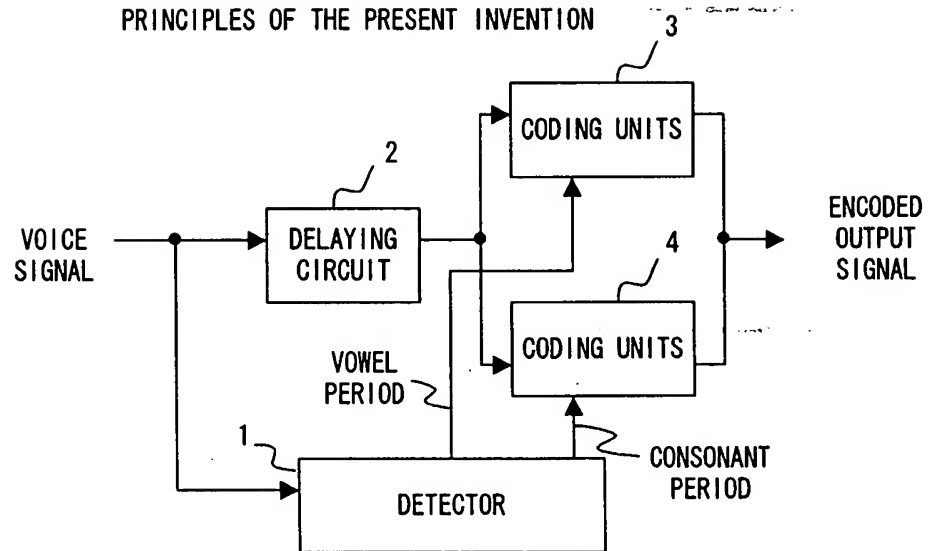 PRINCIPLES OF THE PRESENT INVENTION
3
CODING UNITS
2
DELAYING
CIRCUIT
VOICE
SIGNAL
ENCODED
OUTPUT
SIGNAL
4
CODING UNITS
VOWEL
PERIOD
1
DETECTOR
CONSONANT
PERIOD